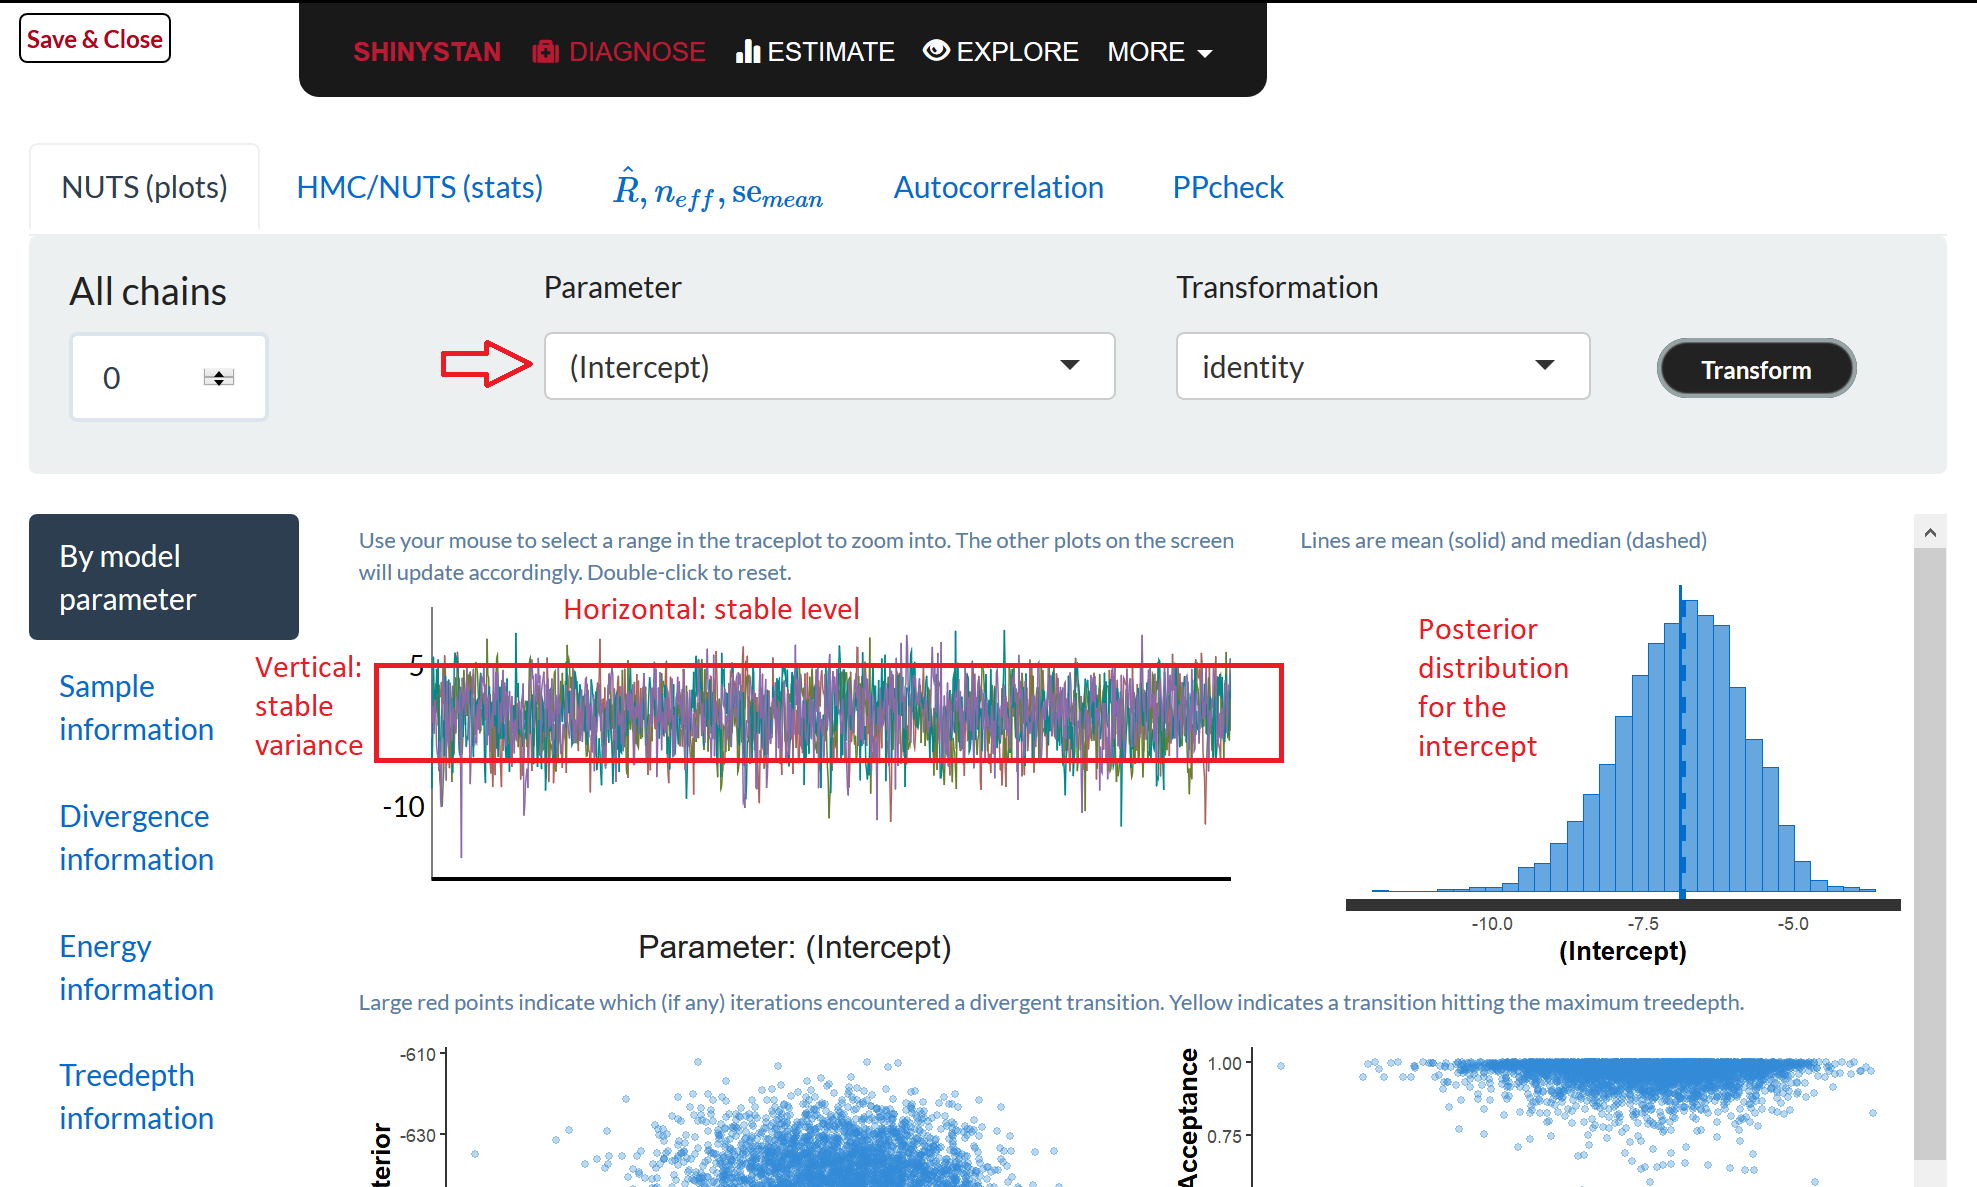 Save & Close
SHINYSTAN DIAGNOSE ESTIMATE EXPLORE MORE
NUTS (plots) HMC/NUTS (stats) R̂, n_eff, se_mean Autocorrelation PPcheck
All chains Parameter Transformation
0 (Intercept) identity Transform
By model
parameter
Sample
information
Divergence
information
Energy
information
Treedepth
information
Use your mouse to select a range in the traceplot to zoom into. The other plots on the screen
will update accordingly. Double-click to reset.
Horizontal: stable level
Vertical:
stable
variance
-5
-10
Parameter: (Intercept)
Lines are mean (solid) and median (dashed)
Posterior
distribution
for the
intercept
-10.0 -7.5 -5.0
(Intercept)
Large red points indicate which (if any) iterations encountered a divergent transition. Yellow indicates a transition hitting the maximum treedepth.
-610
-630
terior
1.00
0.75
Acceptance